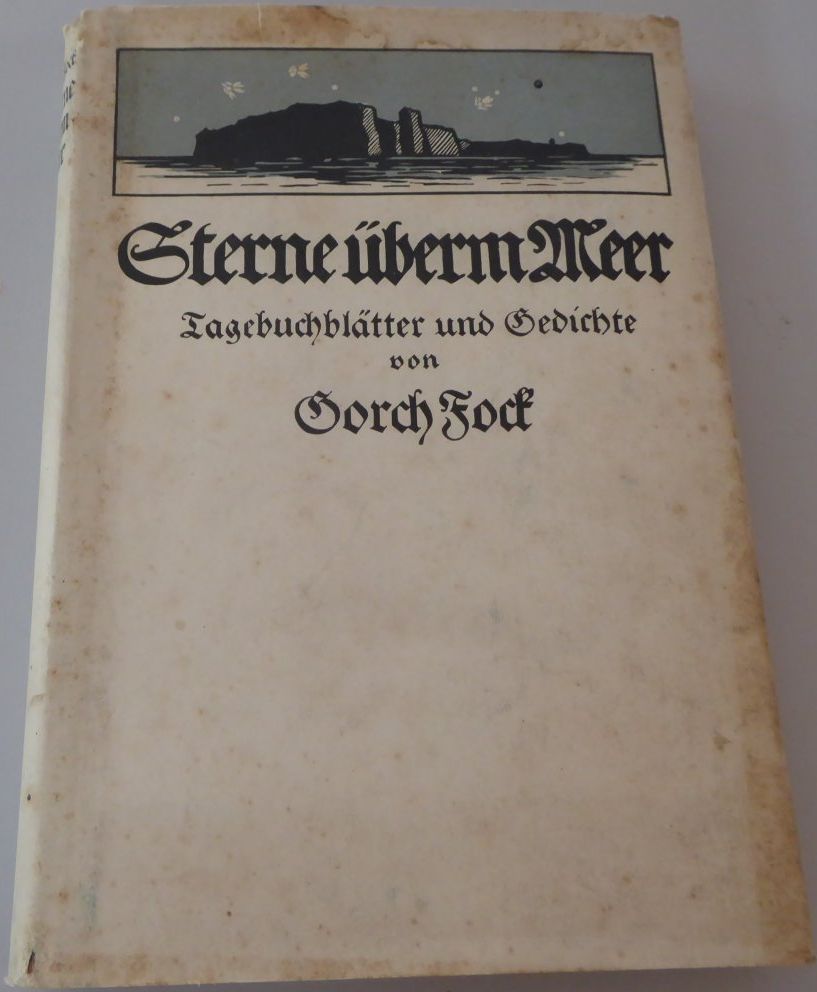 Sterne überm Meer
Tagebuchblätter und Gedichte
von
Gorch Fock